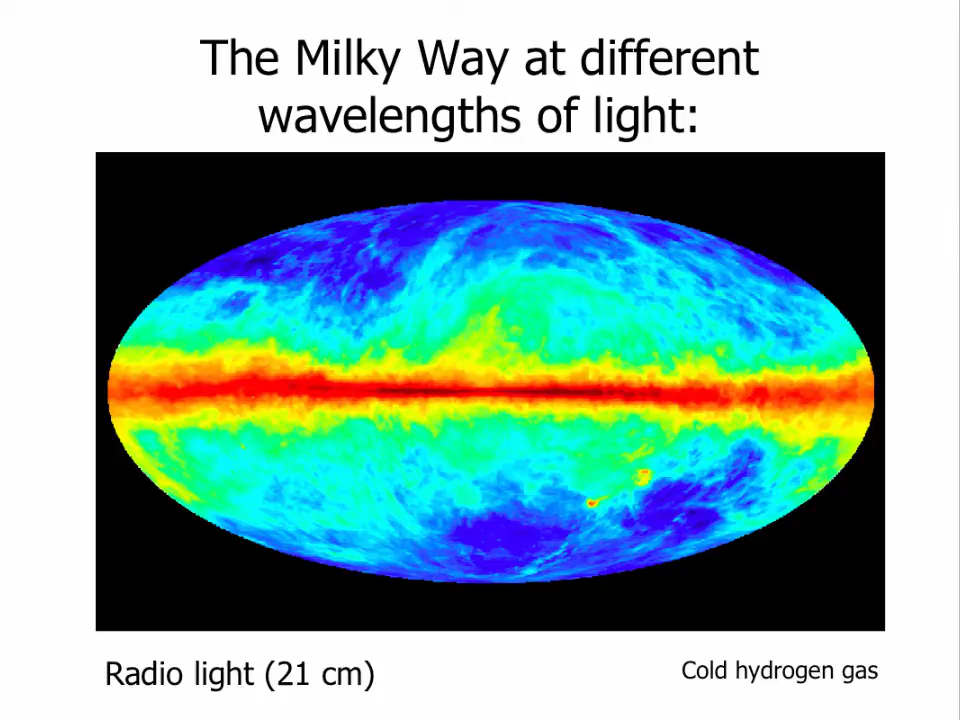 The Milky Way at different
wavelengths of light:
Radio light (21 cm)
Cold hydrogen gas